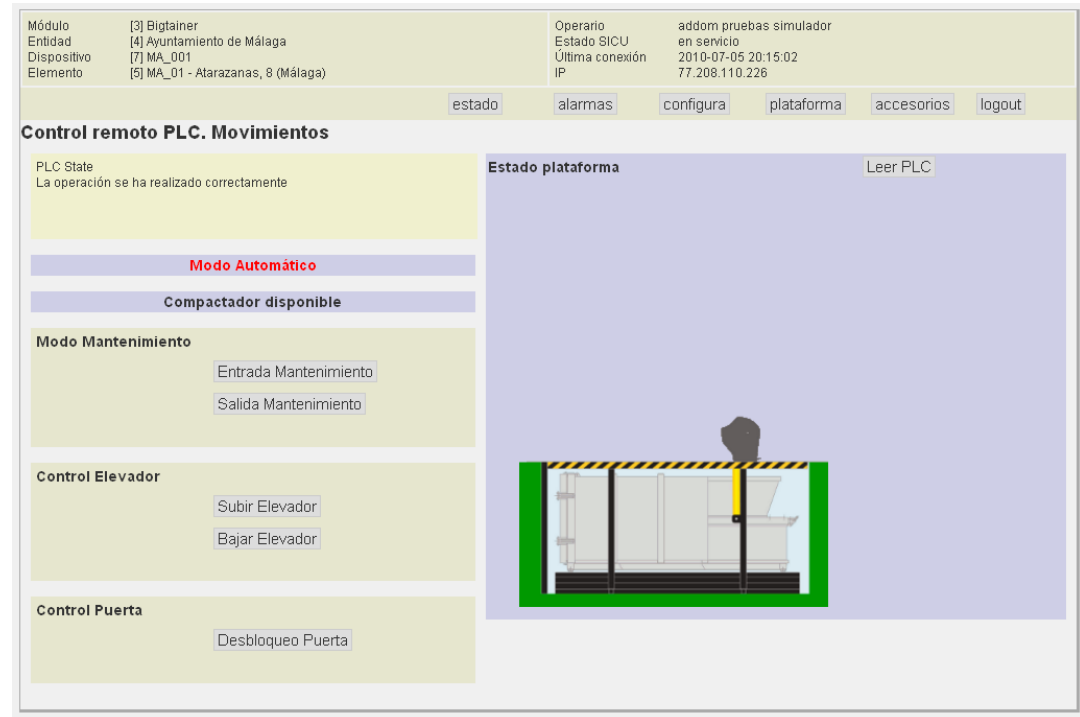 Módulo [3] Bigtainer
Entidad [4] Ayuntamiento de Málaga
Dispositivo [7] MA_001
Elemento [5] MA_01 - Atarazanas, 8 (Málaga)
Operario addom pruebas simulador
Estado SICU en servicio
Última conexión 2010-07-05 20:15:02
IP 77.208.110.226
estado alarmas configura plataforma accesorios logout
Control remoto PLC. Movimientos
PLC State
La operación se ha realizado correctamente
Modo Automático
Compactador disponible
Modo Mantenimiento
Entrada Mantenimiento
Salida Mantenimiento
Control Elevador
Subir Elevador
Bajar Elevador
Control Puerta
Desbloqueo Puerta
Estado plataforma Leer PLC